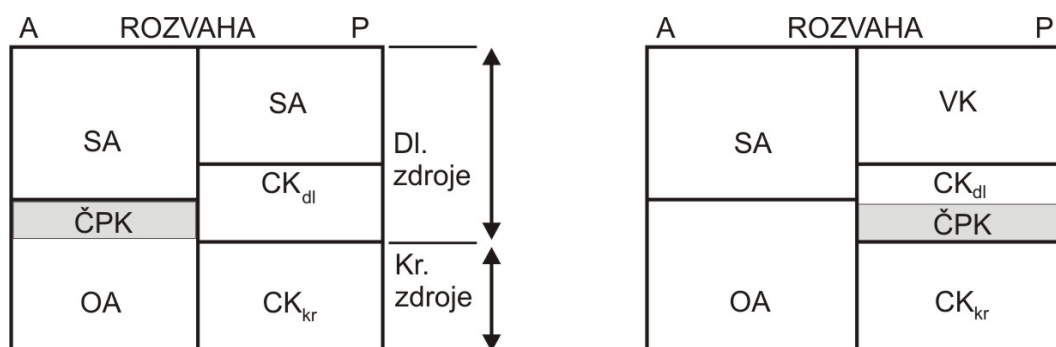 A ROZVAHA P
SA
SA
CKdl
ČPK
OA
CKkr
Dl.
zdroje
Kr.
zdroje
A ROZVAHA P
SA
VK
CKdl
ČPK
OA
CKkr